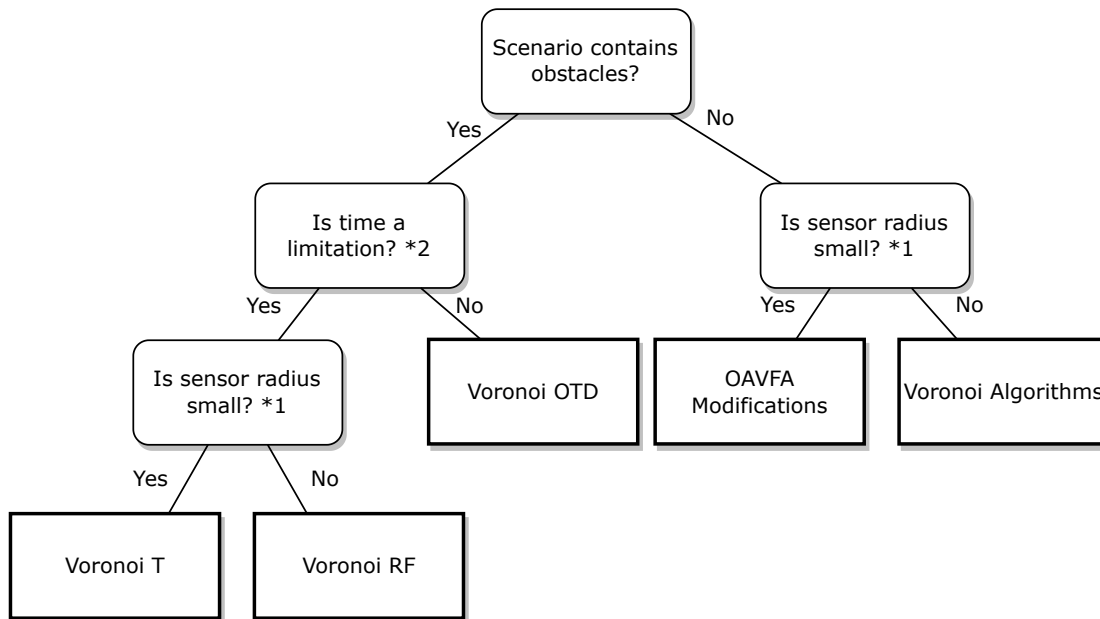 Scenario contains
obstacles?
Yes
No
Is time a
limitation? *2
Is sensor radius
small? *1
Yes
No
Yes
No
Is sensor radius
small? *1
Voronoi OTD
OAVFA
Modifications
Voronoi Algorithms
Yes
No
Voronoi T
Voronoi RF